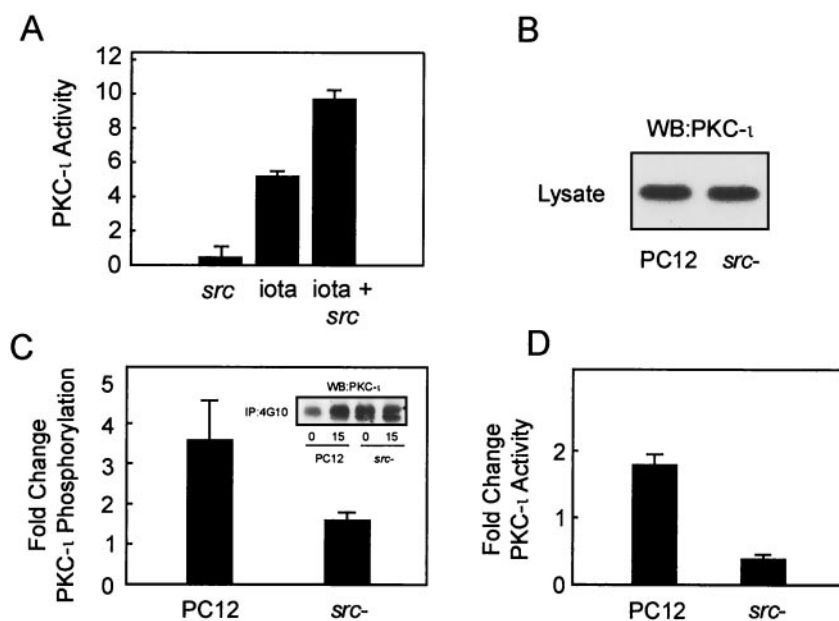 A
PKC-ι Activity
12
10
8
6
4
2
0
src
iota
iota +
src
B
WB:PKC-ι
Lysate
PC12
src-
C
Fold Change
PKC-ι Phosphorylation
5
4
3
2
1
0
WB:PKC-ι
IP:4G10
0
15
0
15
PC12
src-
PC12
src-
D
Fold Change
PKC-ι Activity
2
1
0
PC12
src-